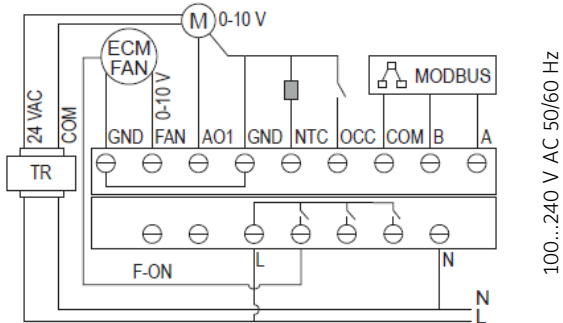 M 0-10 V
ECM
FAN
MODBUS
24 VAC
COM
0-10 V
GND FAN AO1 GND NTC OCC COM B A
TR
L
N
F-ON
N
L
100...240 V AC 50/60 Hz